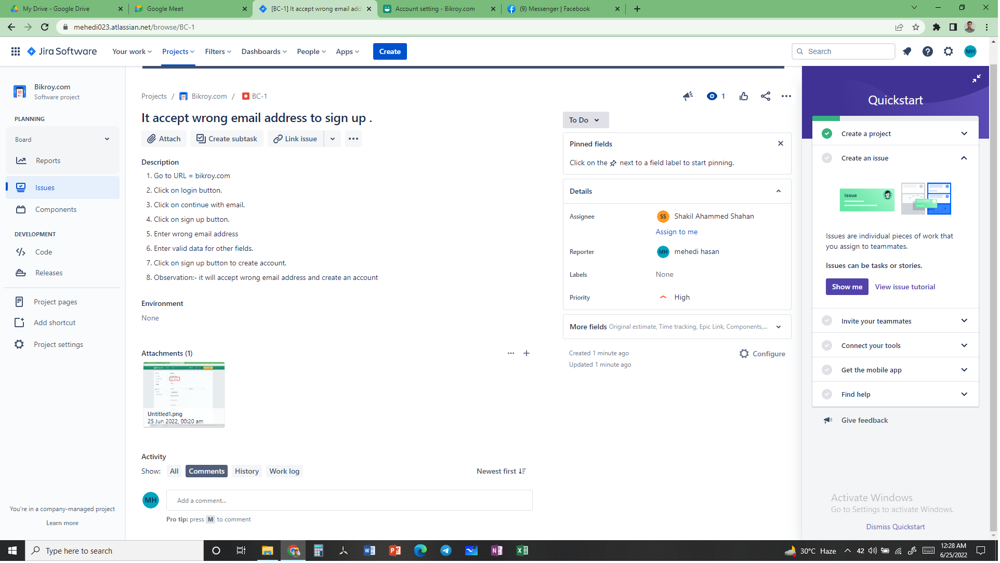 My Drive - Google Drive
Google Meet
[BC-1] It accept wrong email add
Account setting - Bikroy.com
(9) Messenger | Facebook
mehedi023.atlassian.net/browse/BC-1
Jira Software
Your work
Projects
Filters
Dashboards
People
Apps
Create
Search
MH
Bikroy.com
Software project
PLANNING
Board
Reports
Issues
Components
DEVELOPMENT
Code
Releases
Project pages
Add shortcut
Project settings
You're in a company-managed project
Learn more
Projects / Bikroy.com / BC-1
1
It accept wrong email address to sign up .
Attach
Create subtask
Link issue
Description
1. Go to URL = bikroy.com
2. Click on login button.
3. Click on continue with email.
4. Click on sign up button.
5. Enter wrong email address
6. Enter valid data for other fields.
7. Click on sign up button to create account.
8. Observation:- it will accept wrong email address and create an account
Environment
None
Attachments (1)
Untitled1.png
25 Jun 2022, 00:20 am
Activity
Show:
All
Comments
History
Work log
Newest first
MH
Add a comment...
Pro tip: press M to comment
To Do
Pinned fields
Click on the next to a field label to start pinning.
Details
Assignee
SS Shakil Ahammed Shahan
Assign to me
Reporter
MH mehedi hasan
Labels
None
Priority
High
More fields Original estimate, Time tracking, Epic Link, Components,...
Created 1 minute ago
Updated 1 minute ago
Configure
Quickstart
Create a project
Create an issue
Issue
Issues are individual pieces of work that
you assign to teammates.
Issues can be tasks or stories.
Show me
View issue tutorial
Invite your teammates
Connect your tools
Get the mobile app
Find help
Give feedback
Activate Windows
Go to Settings to activate Windows.
Dismiss Quickstart
Type here to search
30°C Haze
42
12:28 AM
6/25/2022